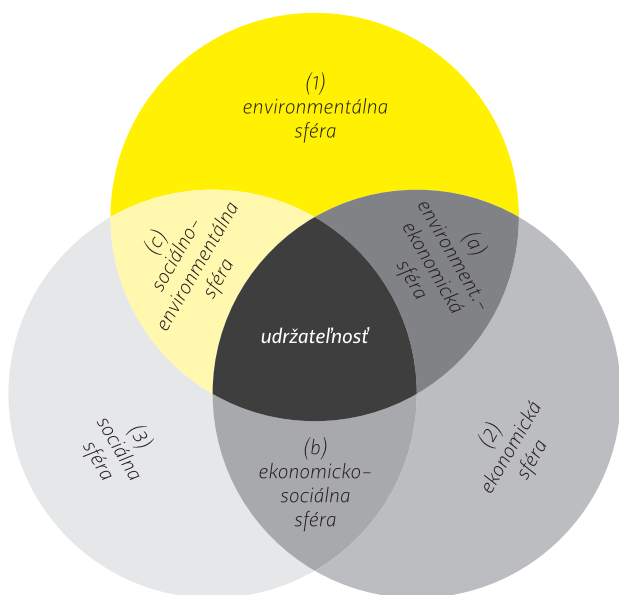 (1)
environmentálna
sféra
(c)
sociálno–
environmentálna
sféra
(a)
environment.–
ekonomická
sféra
udržateľnosť
(3)
sociálna
sféra
(b)
ekonomicko–
sociálna
sféra
(2)
ekonomická
sféra